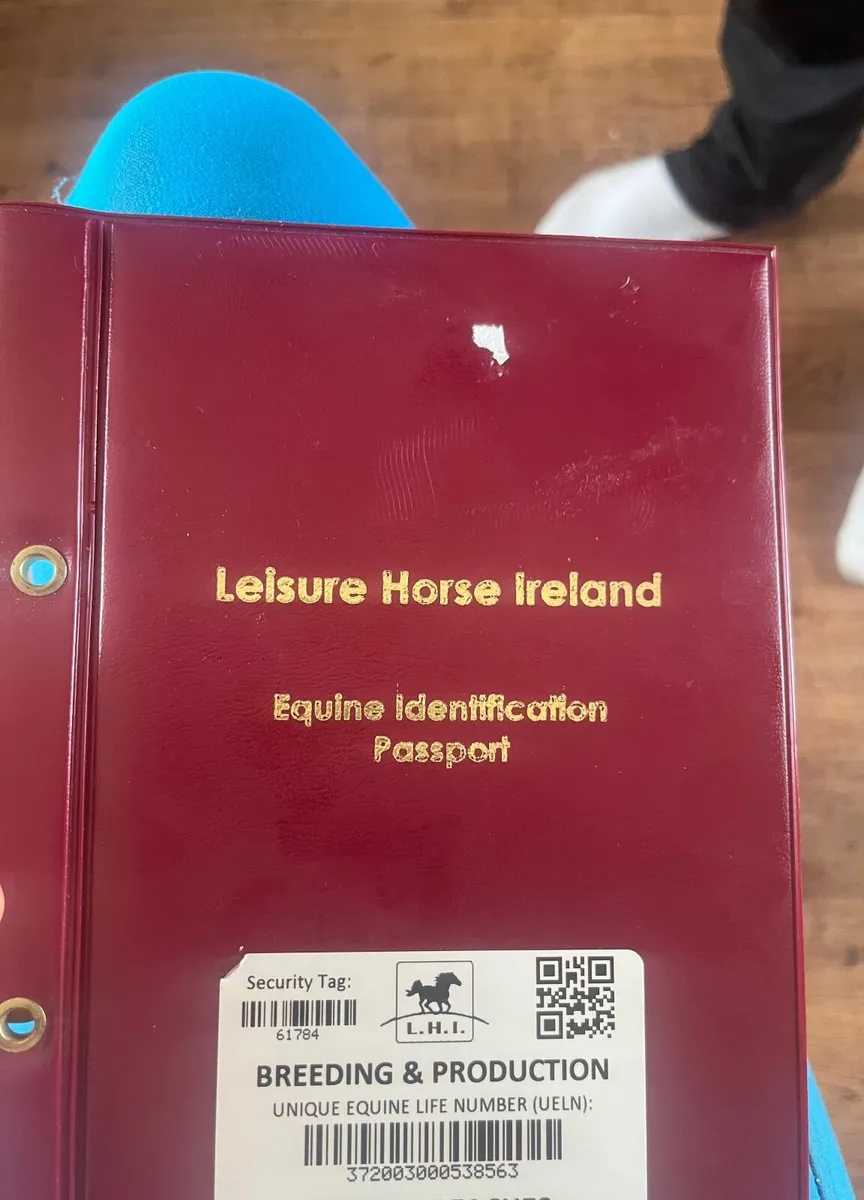 Leisure Horse Ireland
Equine Identification
Passport
Security Tag:
61784
L.H.I.
BREEDING & PRODUCTION
UNIQUE EQUINE LIFE NUMBER (UELN):
372003000538563